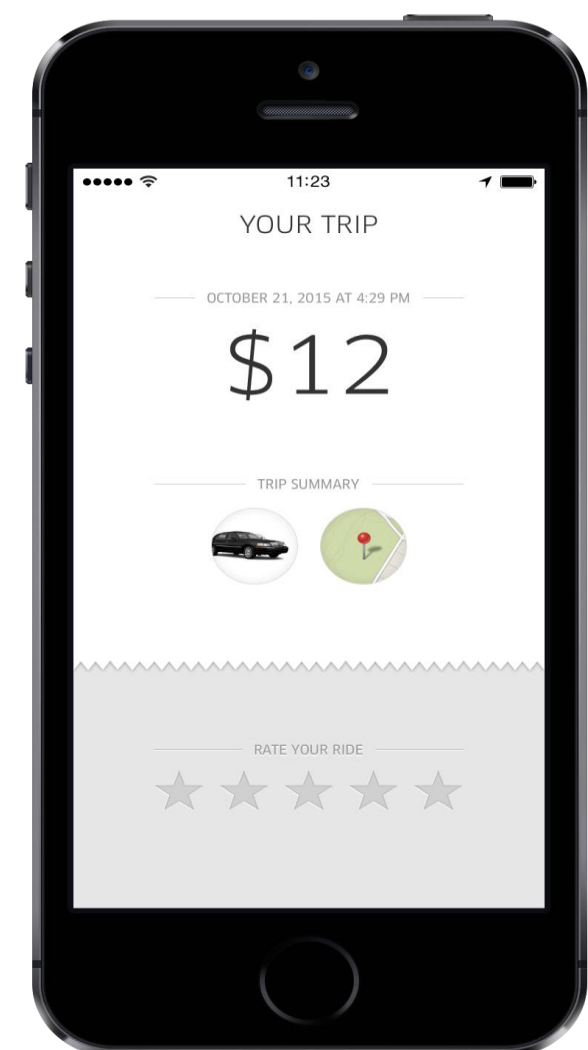 11:23
YOUR TRIP
OCTOBER 21, 2015 AT 4:29 PM
$12
TRIP SUMMARY
RATE YOUR RIDE